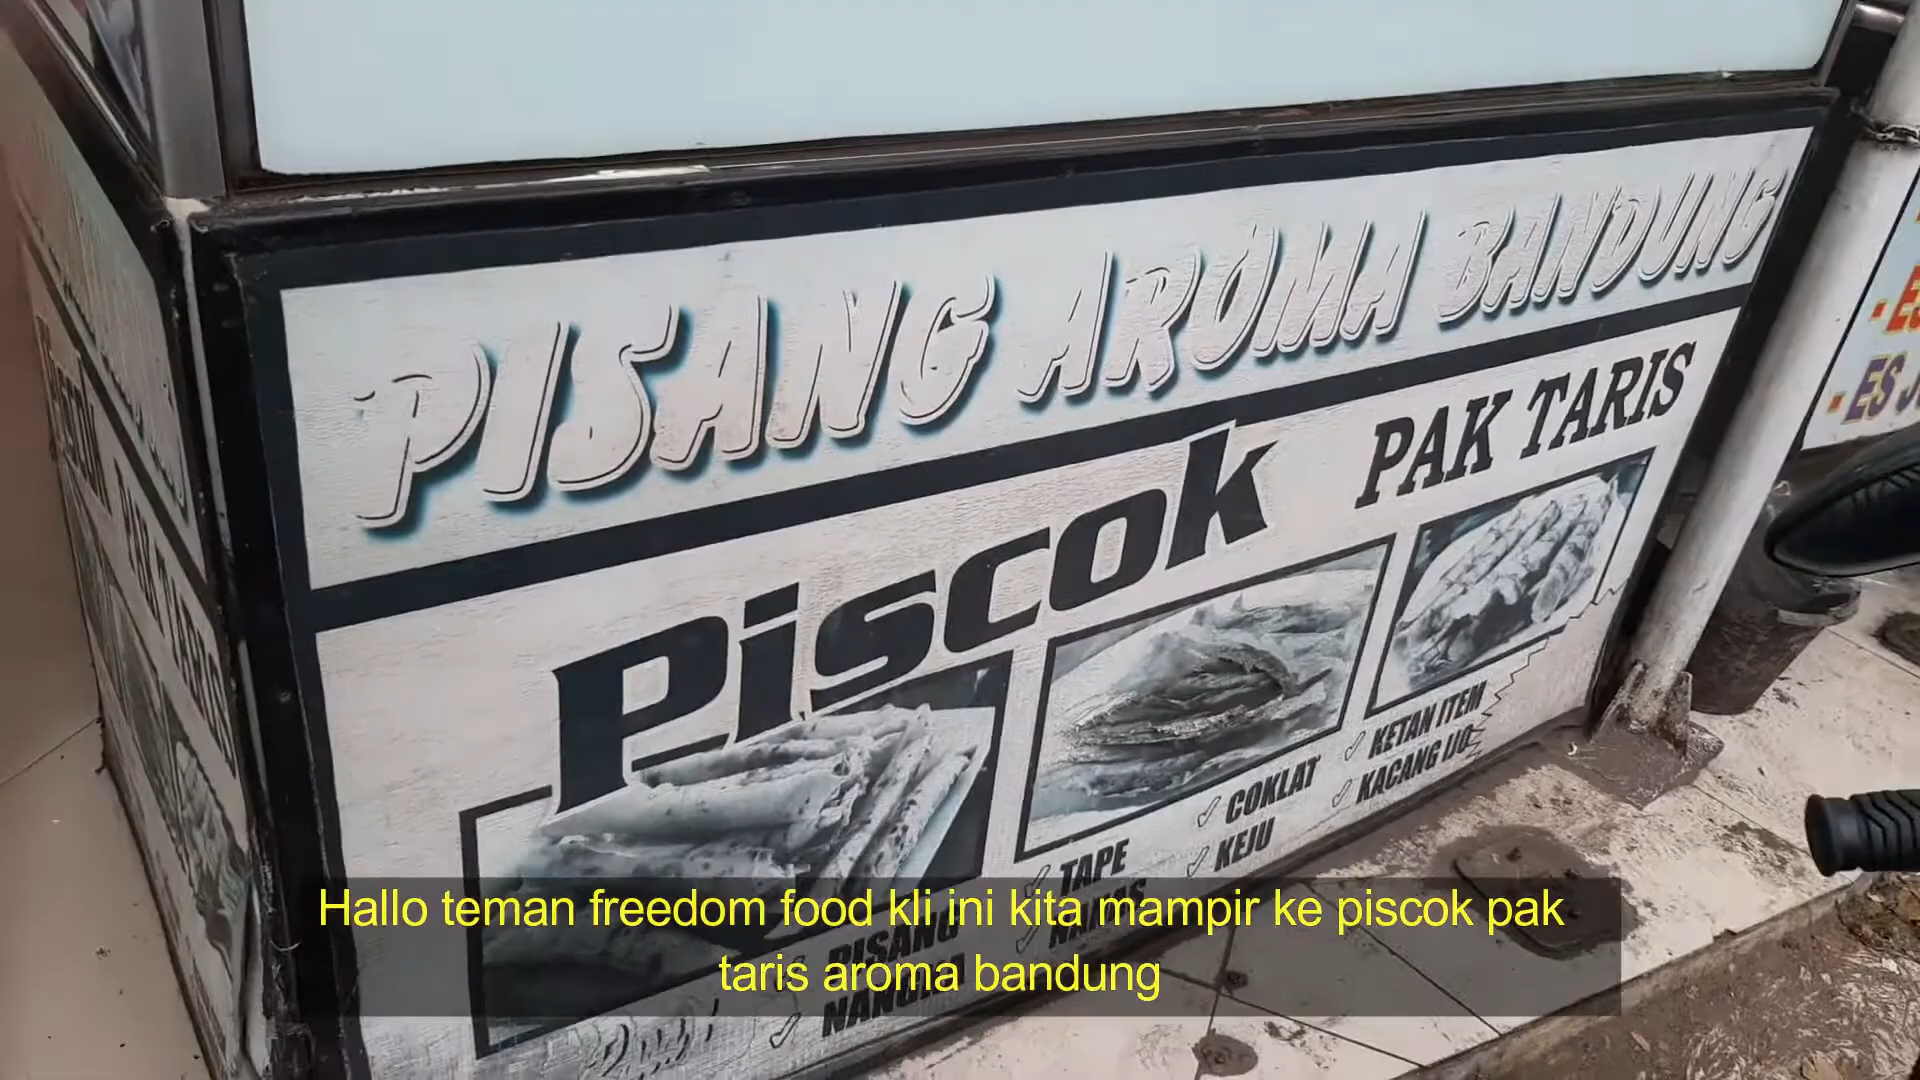 PISANG AROMA BANDUNG
Piscok PAK TARIS
KETAN ITEM
KACANG IJO
COKLAT
KEJU
TAPE
PISANG
NANGKA
- ES J
Hallo teman freedom food kli ini kita mampir ke piscok pak
taris aroma bandung